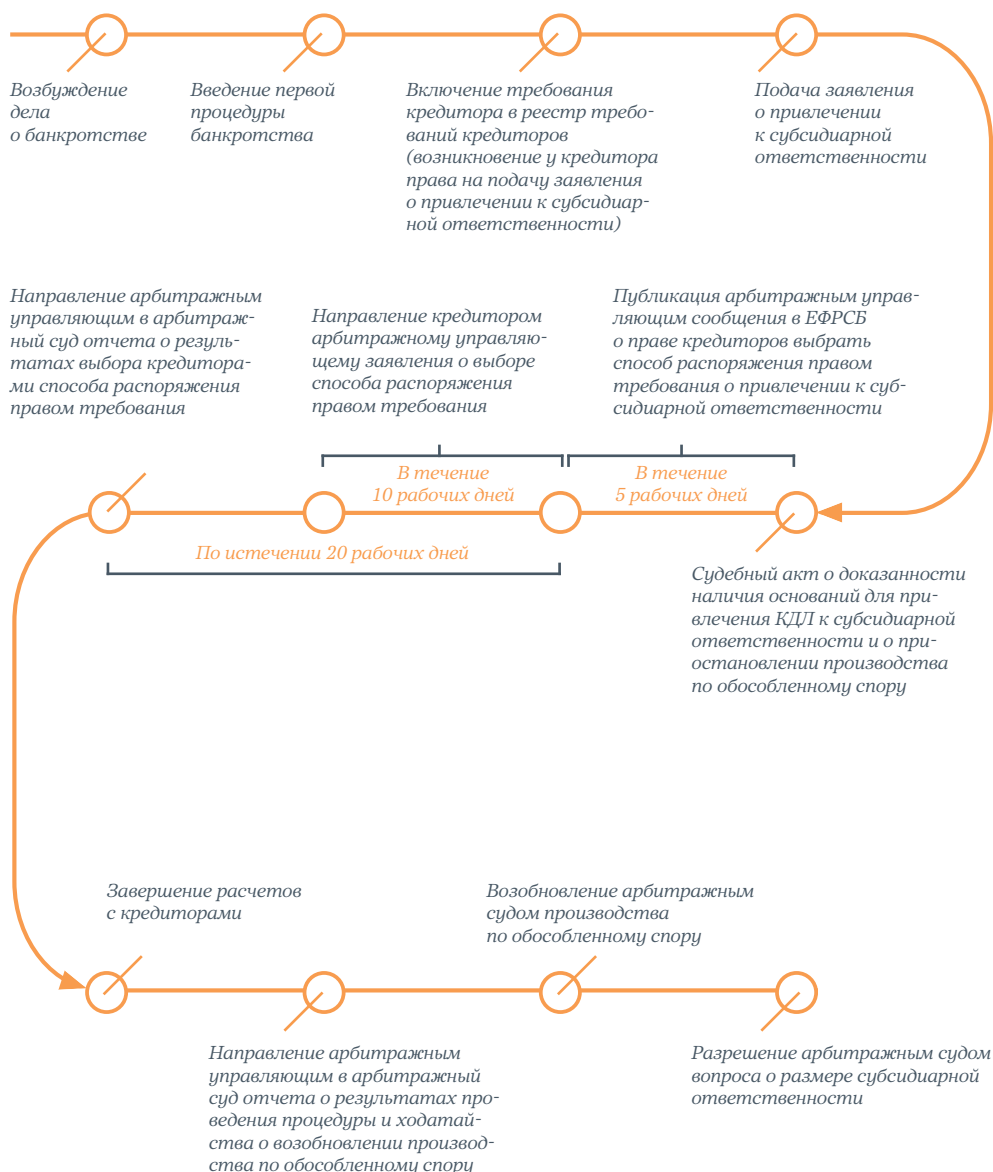 Возбуждение
дела
о банкротстве
Введение первой
процедуры
банкротства
Включение требования
кредитора в реестр требо-
ваний кредиторов
(возникновение у кредитора
права на подачу заявления
о привлечении к субсидиар-
ной ответственности)
Подача заявления
о привлечении
к субсидиарной
ответственности
Направление арбитражным
управляющим в арбитраж-
ный суд отчета о резуль-
татах выбора кредитора-
ми способа распоряжения
правом требования
Направление кредитором
арбитражному управляю-
щему заявления о выборе
способа распоряжения
правом требования
Публикация арбитражным управ-
ляющим сообщения в ЕФРСБ
о праве кредиторов выбрать
способ распоряжения правом
требования о привлечении к суб-
сидиарной ответственности
В течение
10 рабочих дней
В течение
5 рабочих дней
По истечении 20 рабочих дней
Судебный акт о доказанности
наличия оснований для при-
влечения КДЛ к субсидиарной
ответственности и о при-
остановлении производства
по обособленному спору
Завершение расчетов
с кредиторами
Возобновление арбитражным
судом производства
по обособленному спору
Направление арбитражным
управляющим в арбитражный
суд отчета о результатах про-
ведения процедуры и ходатай-
ства о возобновлении производ-
ства по обособленному спору
Разрешение арбитражным судом
вопроса о размере субсидиарной
ответственности